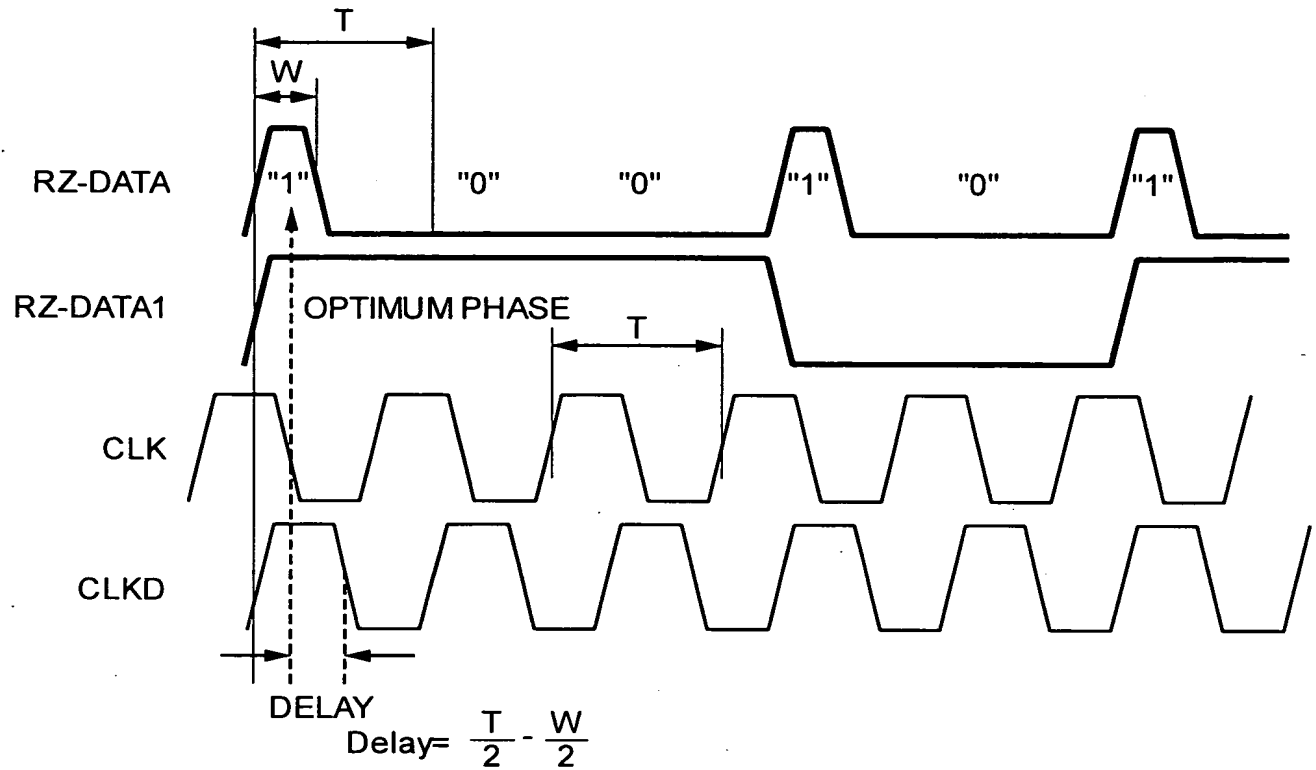 T
W
RZ-DATA "1" "0" "0" "1" "0" "1"
RZ-DATA1 OPTIMUM PHASE
T
CLK
CLKD
DELAY
Delay= T/2 - W/2